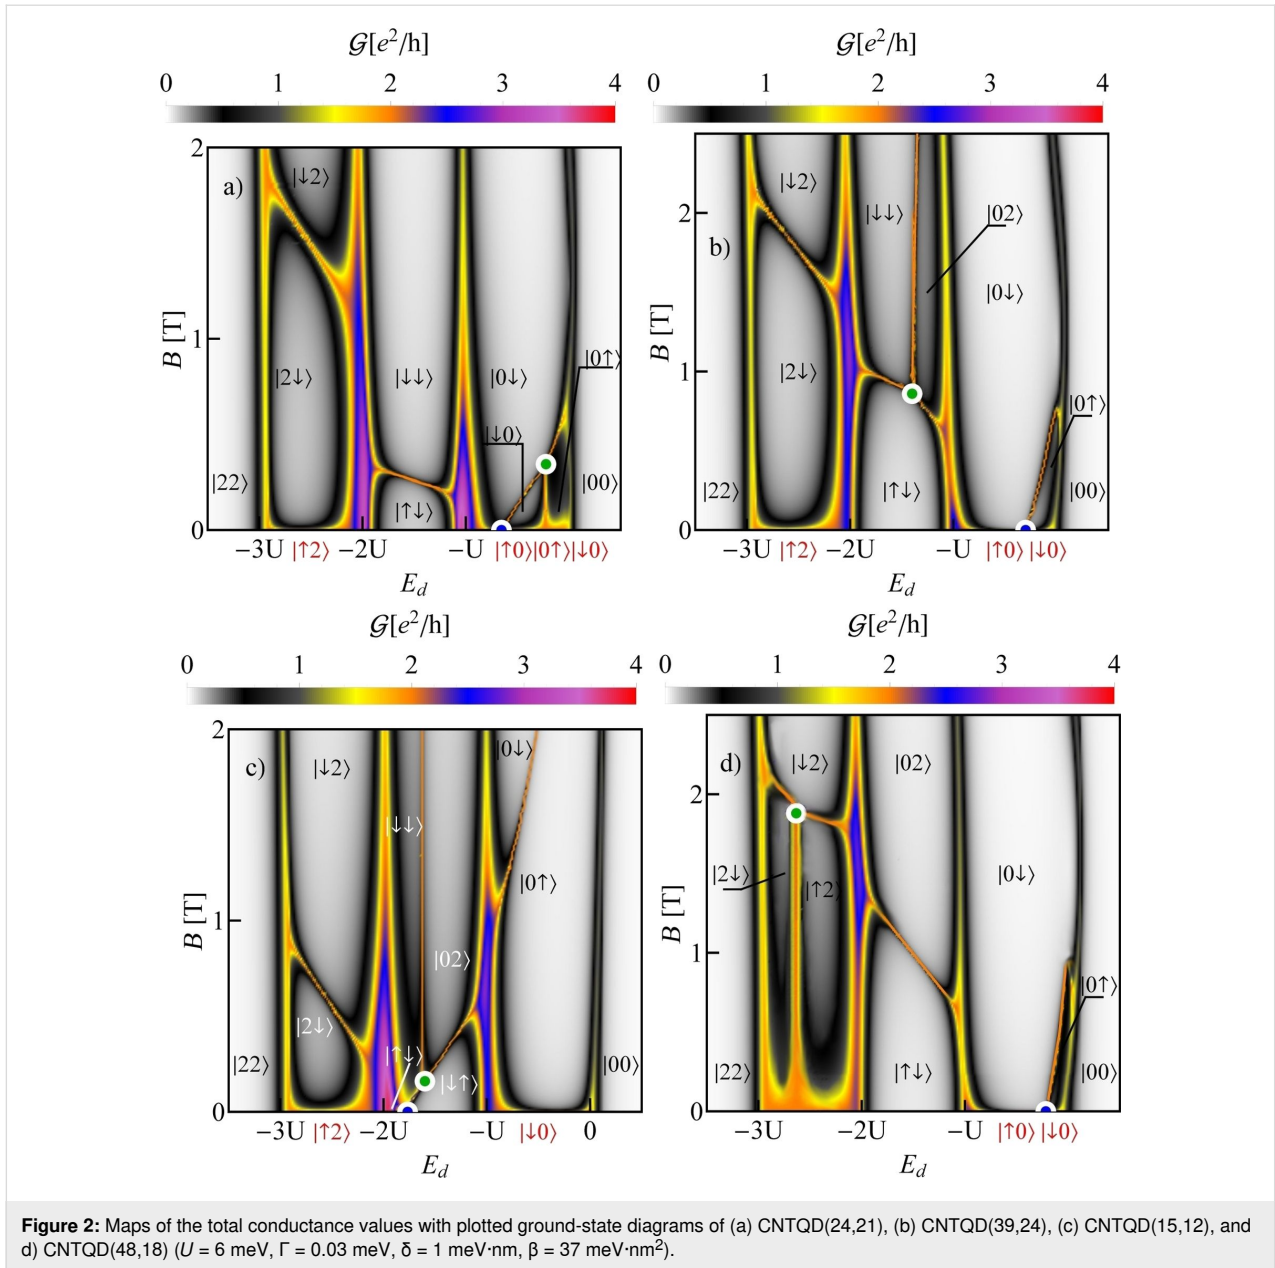 𝒢[e²/h] 𝒢[e²/h]
0 1 2 3 4 0 1 2 3 4
a)
2
1
0
B [T]
|↓2⟩
|2↓⟩
|↓↓⟩
|0↓⟩
|0↑⟩
|↓0⟩
|22⟩
|↑↓⟩
|00⟩
−3U |↑2⟩ −2U −U |↑0⟩|0↑⟩|↓0⟩
E_d
b)
2
1
0
B [T]
|↓2⟩
|↓↓⟩
|02⟩
|0↓⟩
|2↓⟩
|0↑⟩
|22⟩
|↑↓⟩
|00⟩
−3U |↑2⟩ −2U −U |↑0⟩ |↓0⟩
E_d
𝒢[e²/h] 𝒢[e²/h]
0 1 2 3 4 0 1 2 3 4
c)
2
1
0
B [T]
|↓2⟩
|0↓⟩
|↓↓⟩
|0↑⟩
|02⟩
|2↓⟩
|↑↓⟩
|22⟩
|↓↑⟩
|00⟩
−3U |↑2⟩ −2U −U |↓0⟩ 0
E_d
d)
2
1
0
B [T]
|↓2⟩
|02⟩
|2↓⟩
|↑2⟩
|0↓⟩
|0↑⟩
|22⟩
|↑↓⟩
|00⟩
−3U −2U −U |↑0⟩ |↓0⟩
E_d
Figure 2: Maps of the total conductance values with plotted ground-state diagrams of (a) CNTQD(24,21), (b) CNTQD(39,24), (c) CNTQD(15,12), and
d) CNTQD(48,18) (U = 6 meV, Γ = 0.03 meV, δ = 1 meV·nm, β = 37 meV·nm²).